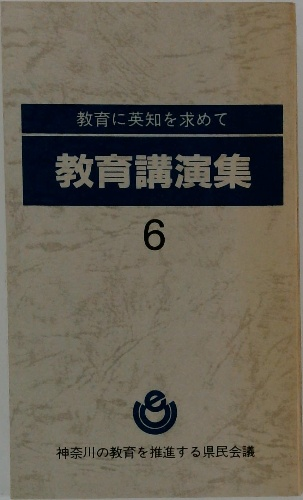 教育に英知を求めて
教育講演集
6
神奈川の教育を推進する県民会議